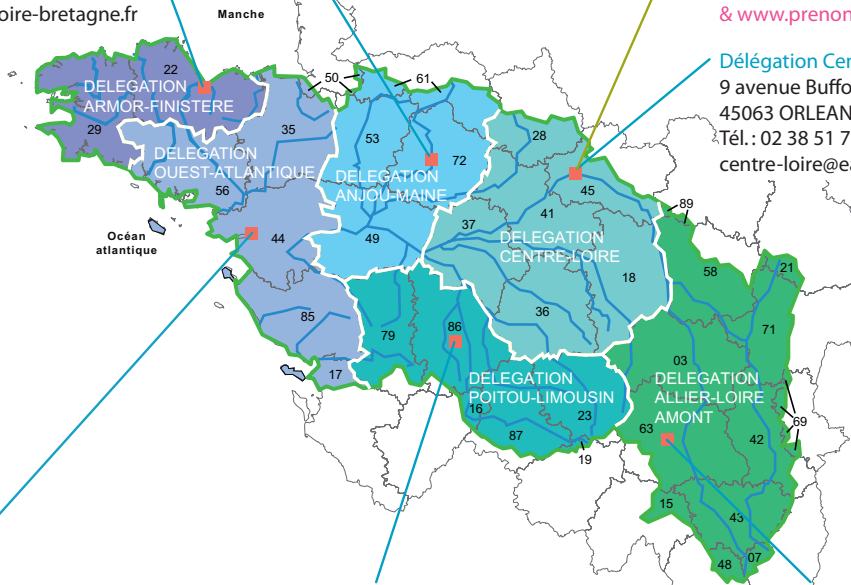 oire-bretagne.fr
Manche
& www.prenon
Délégation Cen
9 avenue Buffo
45063 ORLEAN
Tél. : 02 38 51 7
centre-loire@ea
22
DELEGATION
ARMOR-FINISTERE
29
50
61
35
53
72
28
DELEGATION
OUEST-ATLANTIQUE
56
DELEGATION
ANJOU-MAINE
45
89
Océan
atlantique
44
49
37
41
DELEGATION
CENTRE-LOIRE
18
58
21
85
79
86
36
71
17
03
DELEGATION
POITOU-LIMOUSIN
DELEGATION
ALLIER-LOIRE
AMONT
16
23
87
19
63
69
42
15
43
48
07